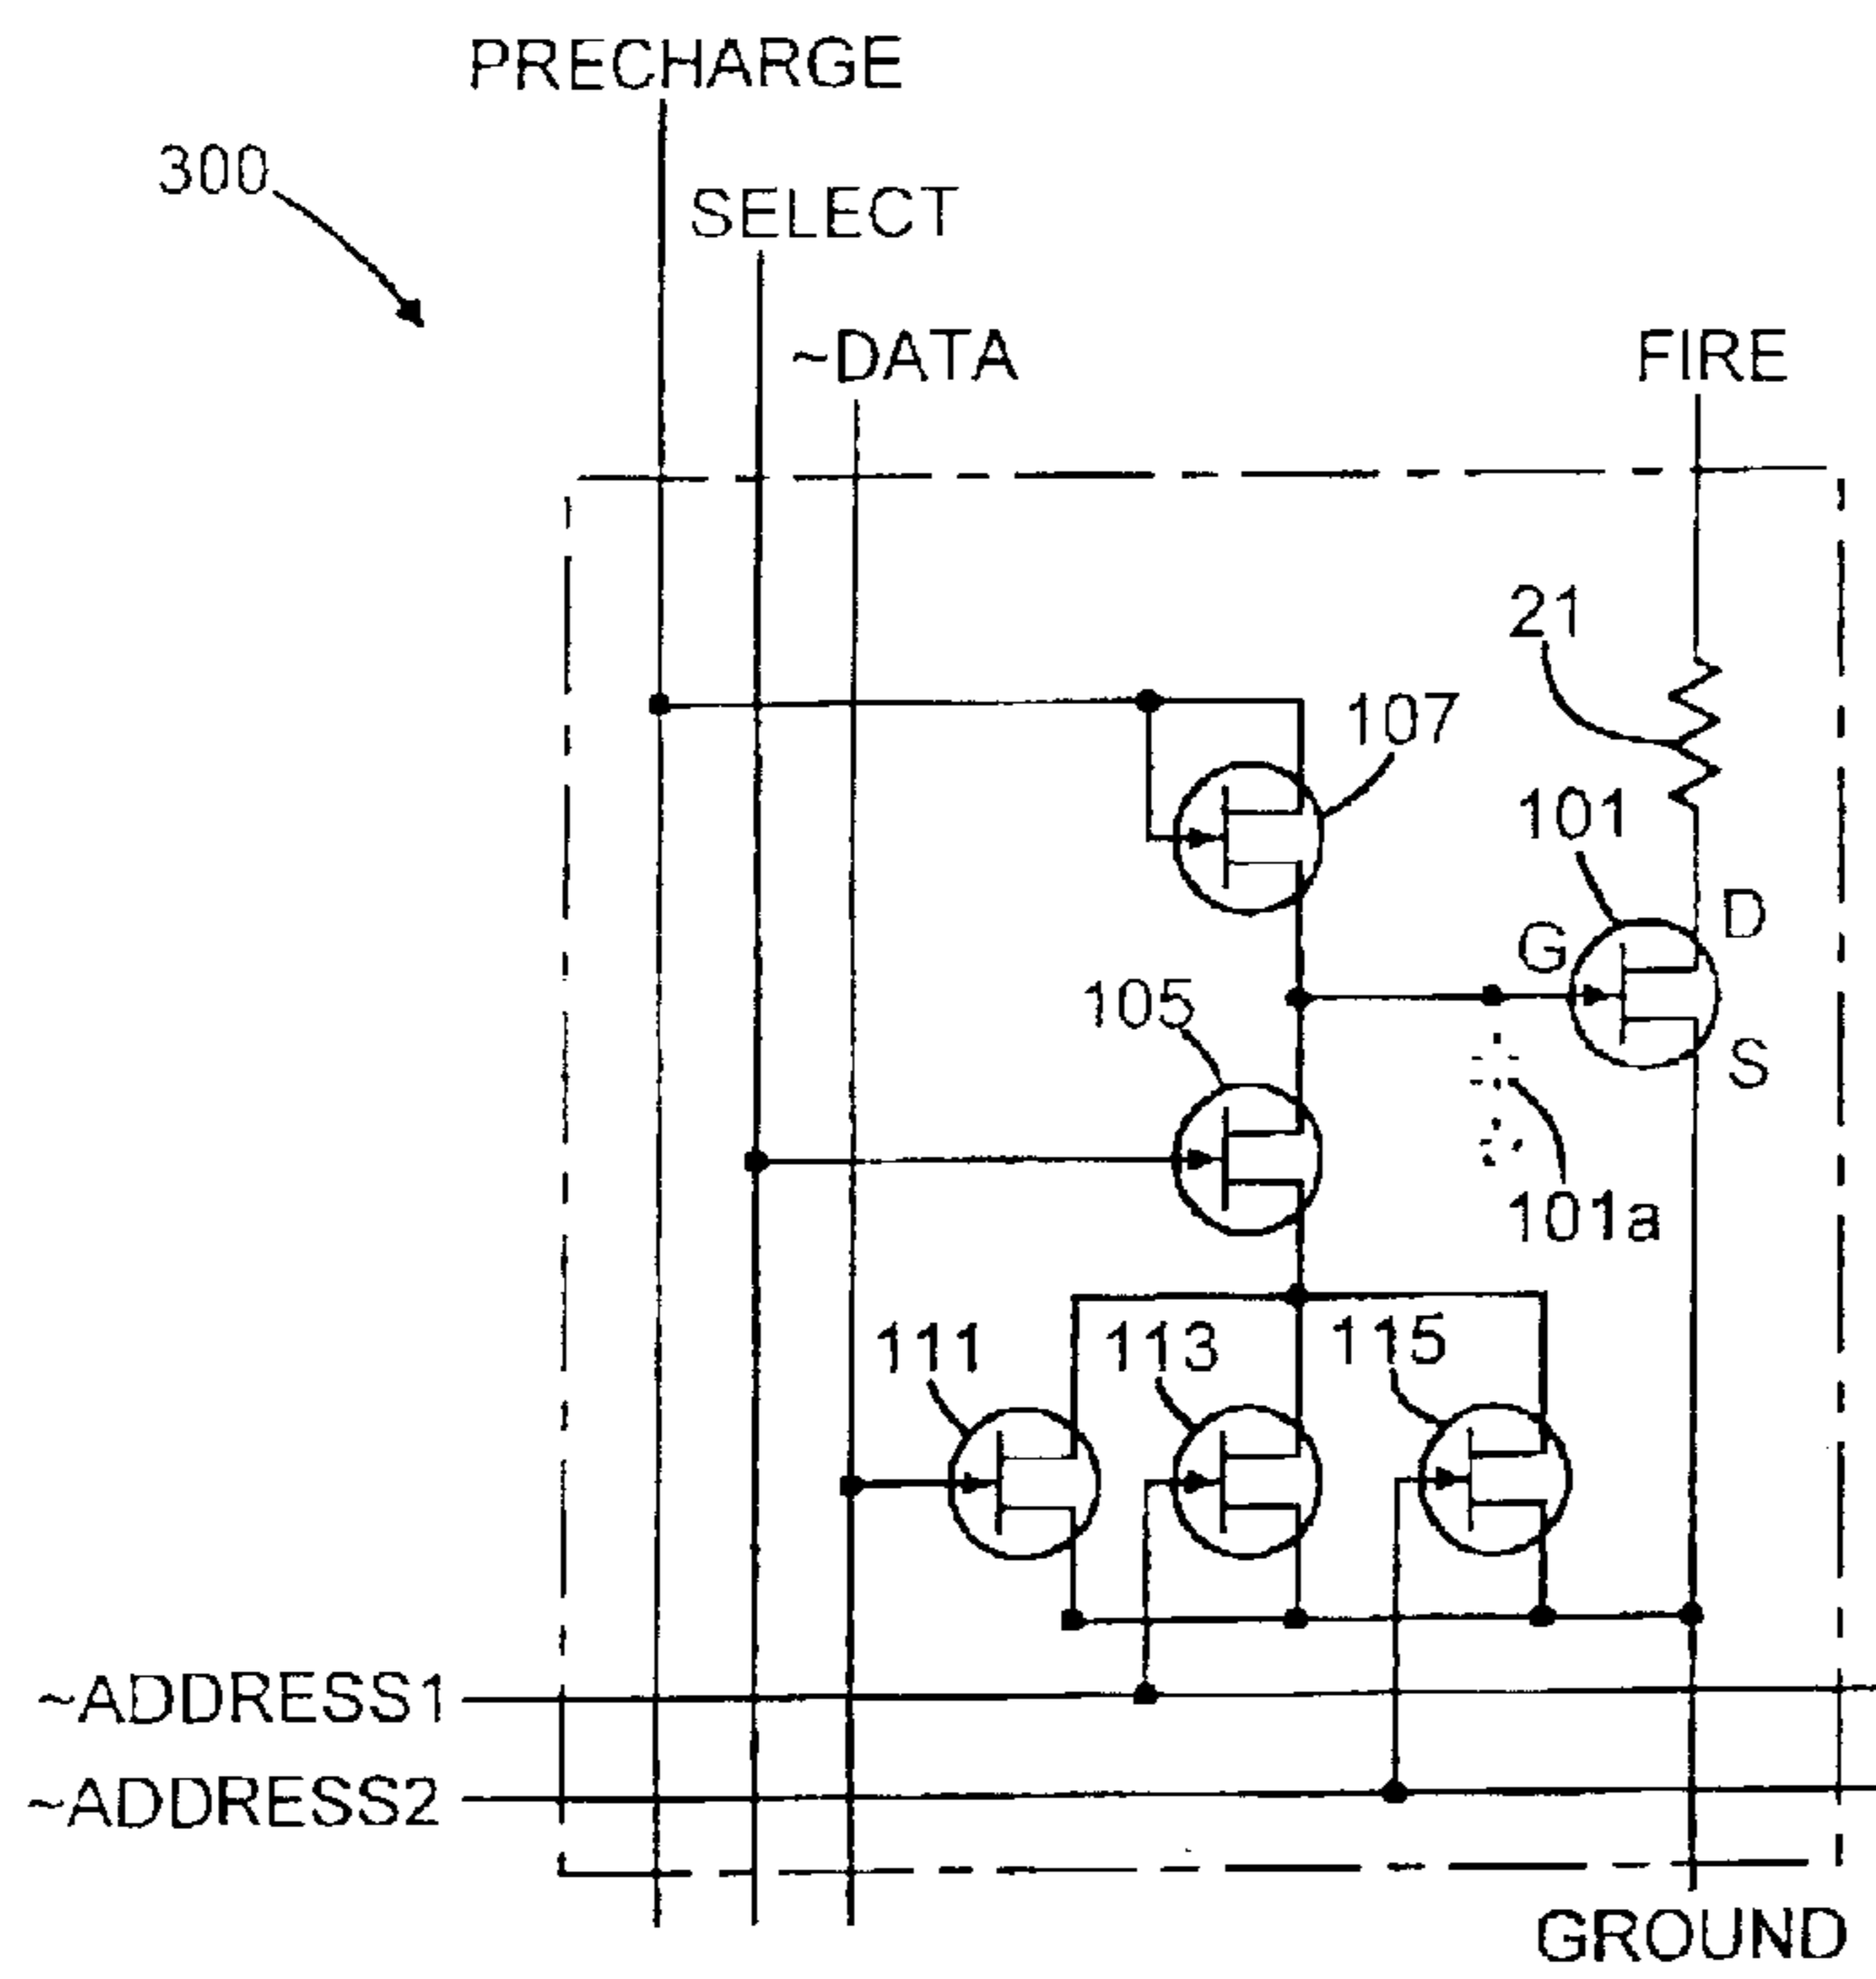 PRECHARGE
300
SELECT
~DATA
FIRE
21
107
101
D
G
105
S
101a
111
113
115
~ADDRESS1
~ADDRESS2
GROUND